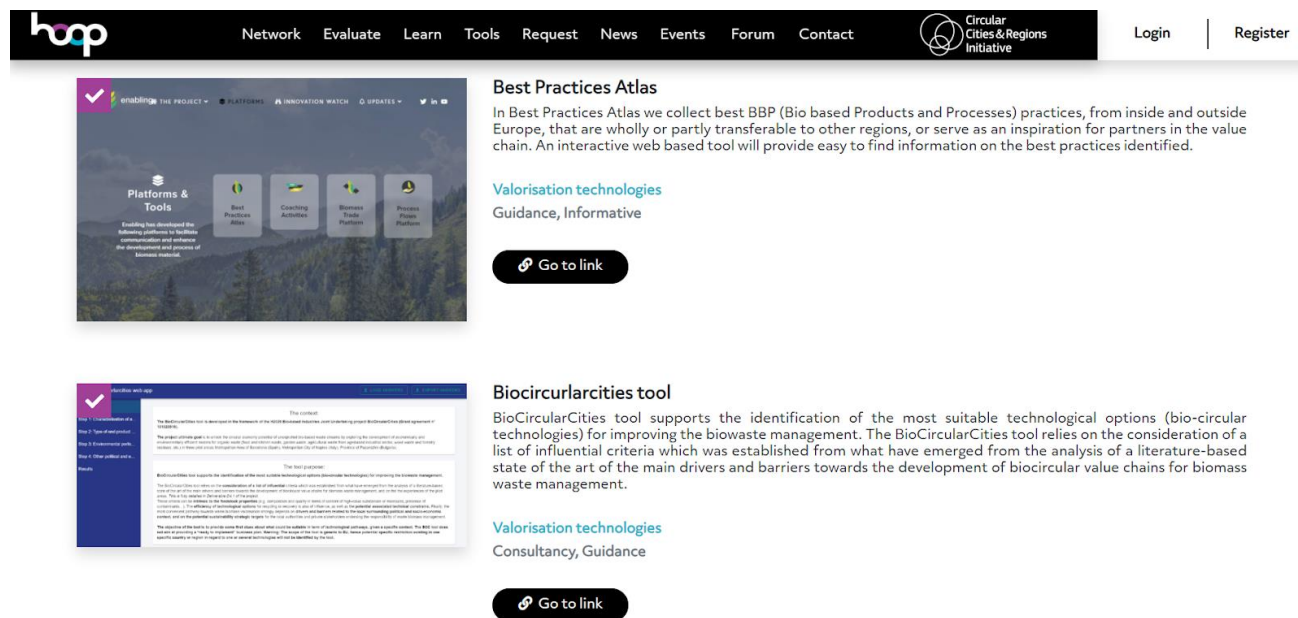 hoop
Network Evaluate Learn Tools Request News Events Forum Contact
Circular
Cities & Regions
Initiative
Login Register
enabling THE PROJECT PLATFORMS INNOVATION WATCH UPDATES
Platforms &
Tools
Enabling has developed the
following platforms to facilitate
communication and enhance
the development and process of
biomass material.
Best
Practices
Atlas
Coaching
Activities
Biomass
Trade
Platform
Process
Flows
Platform
Best Practices Atlas
In Best Practices Atlas we collect best BBP (Bio based Products and Processes) practices, from inside and outside
Europe, that are wholly or partly transferable to other regions, or serve as an inspiration for partners in the value
chain. An interactive web based tool will provide easy to find information on the best practices identified.
Valorisation technologies
Guidance, Informative
Go to link
web app
The context
The tool purpose
Results
Biocircurlarcities tool
BioCircularCities tool supports the identification of the most suitable technological options (bio-circular
technologies) for improving the biowaste management. The BioCircularCities tool relies on the consideration of a
list of influential criteria which was established from what have emerged from the analysis of a literature-based
state of the art of the main drivers and barriers towards the development of biocircular value chains for biomass
waste management.
Valorisation technologies
Consultancy, Guidance
Go to link